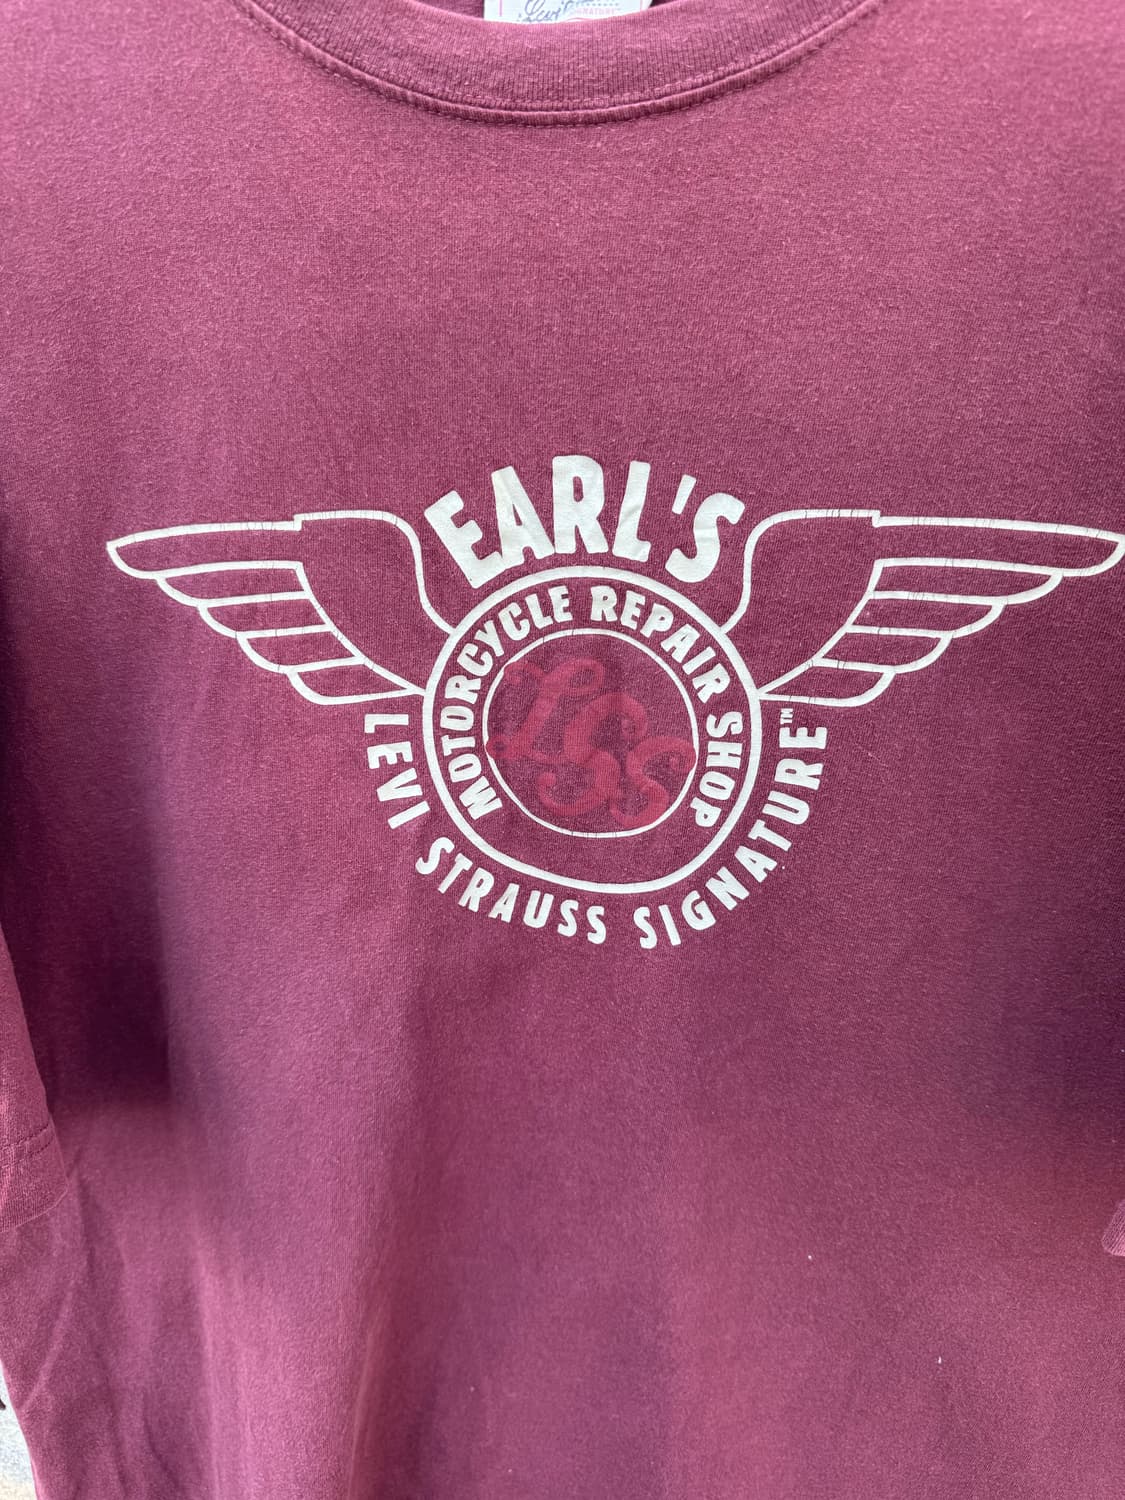 EARL'S
MOTORCYCLE REPAIR SHOP
LSS
LEVI STRAUSS SIGNATURE™